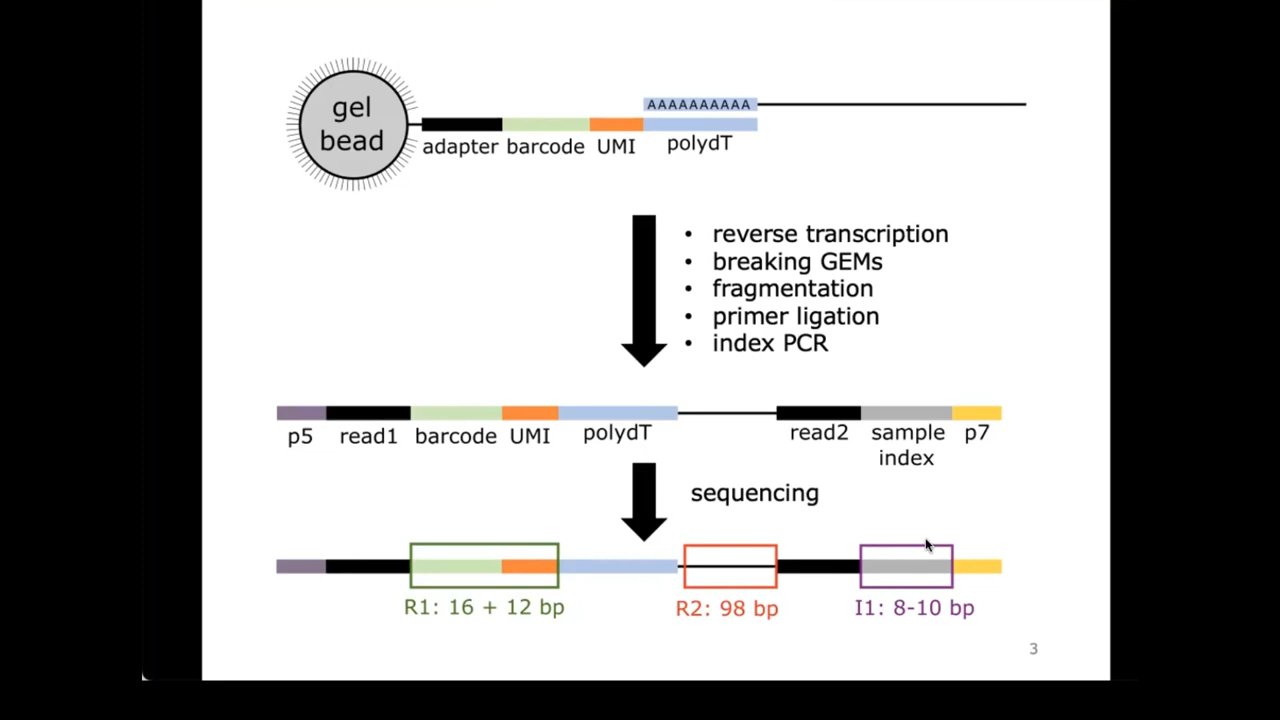 gel
bead
AAAAAAAAAA
adapter barcode UMI polydT
• reverse transcription
• breaking GEMs
• fragmentation
• primer ligation
• index PCR
p5 read1 barcode UMI polydT read2 sample index p7
sequencing
R1: 16 + 12 bp R2: 98 bp I1: 8-10 bp
3